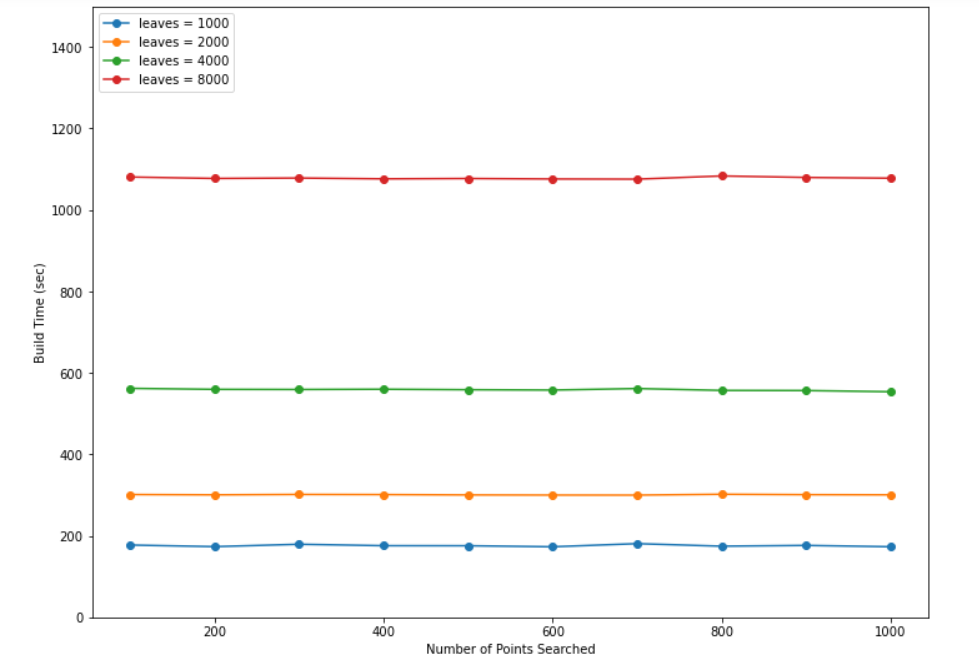 leaves = 1000
leaves = 2000
leaves = 4000
leaves = 8000
1400
1200
1000
800
600
400
200
0
Build Time (sec)
200 400 600 800 1000
Number of Points Searched